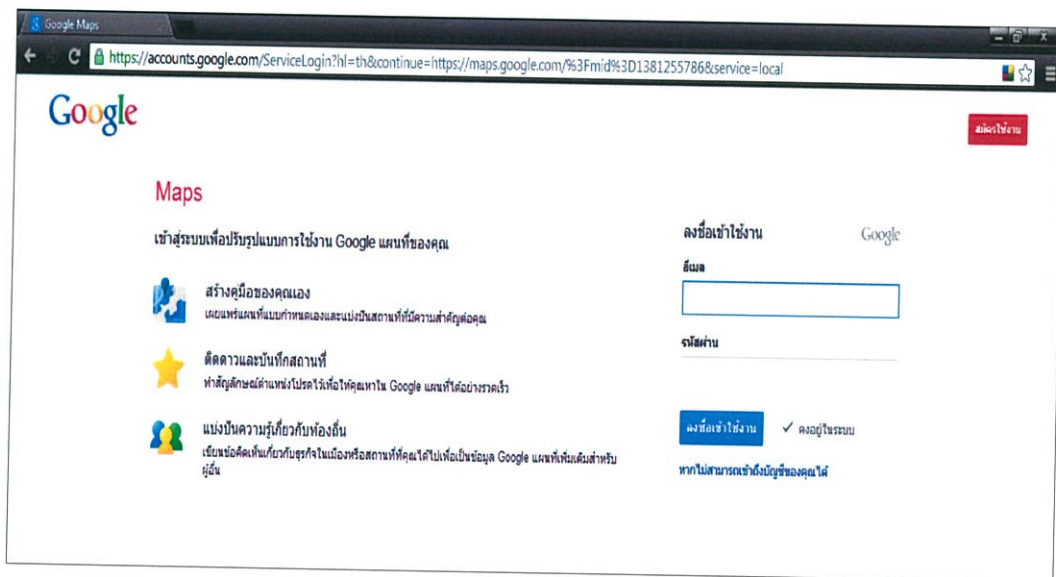 Google Maps
https://accounts.google.com/ServiceLogin?hl=th&continue=https://maps.google.com/%3Fmid%3D1381255786&service=local
Google
สมัครใช้งาน
Maps
เข้าสู่ระบบเพื่อปรับรูปแบบการใช้งาน Google แผนที่ของคุณ
สร้างคู่มือของคุณเอง
เผยแพร่แผนที่แบบกำหนดเองและแบ่งปันสถานที่ที่มีความสำคัญต่อคุณ
ติดดาวและบันทึกสถานที่
ทำสัญลักษณ์ตำแหน่งโปรดไว้เพื่อให้คุณหาใน Google แผนที่ได้อย่างรวดเร็ว
แบ่งปันความรู้เกี่ยวกับท้องถิ่น
เขียนข้อคิดเห็นเกี่ยวกับธุรกิจในเมืองหรือสถานที่ที่คุณได้ไปเพื่อเป็นข้อมูล Google แผนที่เพิ่มเติมสำหรับ
ผู้อื่น
ลงชื่อเข้าใช้งาน
Google
อีเมล
รหัสผ่าน
ลงชื่อเข้าใช้งาน
คงอยู่ในระบบ
หากไม่สามารถเข้าถึงบัญชีของคุณได้